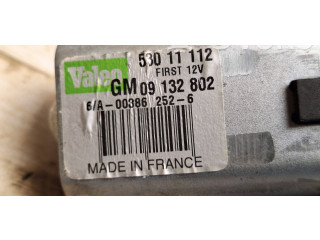 Valeo
530 11 112
FIRST 12V
GM 09 132 802
6/A-00386 252-6
MADE IN FRANCE